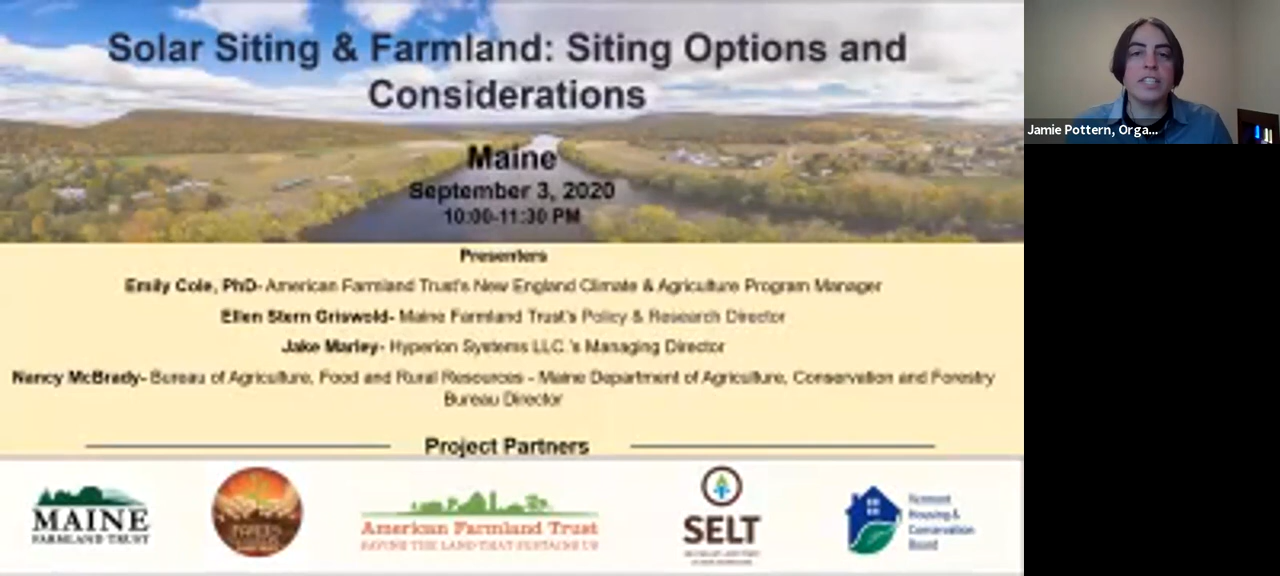 Solar Siting & Farmland: Siting Options and
Considerations
Maine
September 3, 2020
10:00-11:30 PM
Presenters
Emily Cole, PhD- American Farmland Trust's New England Climate & Agriculture Program Manager
Ellen Stern Griswold- Maine Farmland Trust's Policy & Research Director
Jake Marley- Hyperion Systems LLC.'s Managing Director
Nancy McBrady- Bureau of Agriculture, Food and Rural Resources - Maine Department of Agriculture, Conservation and Forestry
Bureau Director
Project Partners
MAINE
FARMLAND TRUST
American Farmland Trust
SAVING THE LAND THAT SUSTAINS US
SELT
Vermont
Housing &
Conservation
Board
Jamie Pottern, Orga...